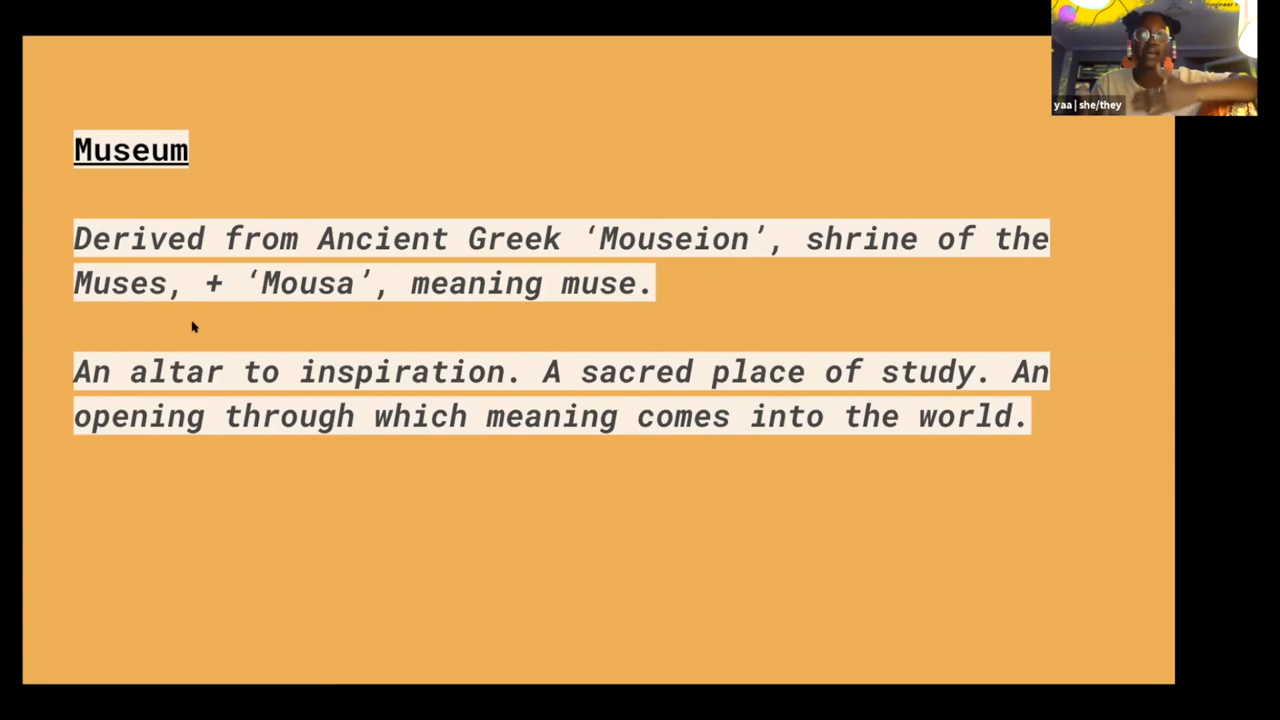 Museum
Derived from Ancient Greek ‘Mouseion’, shrine of the
Muses, + ‘Mousa’, meaning muse.
An altar to inspiration. A sacred place of study. An
opening through which meaning comes into the world.
yaa | she/they